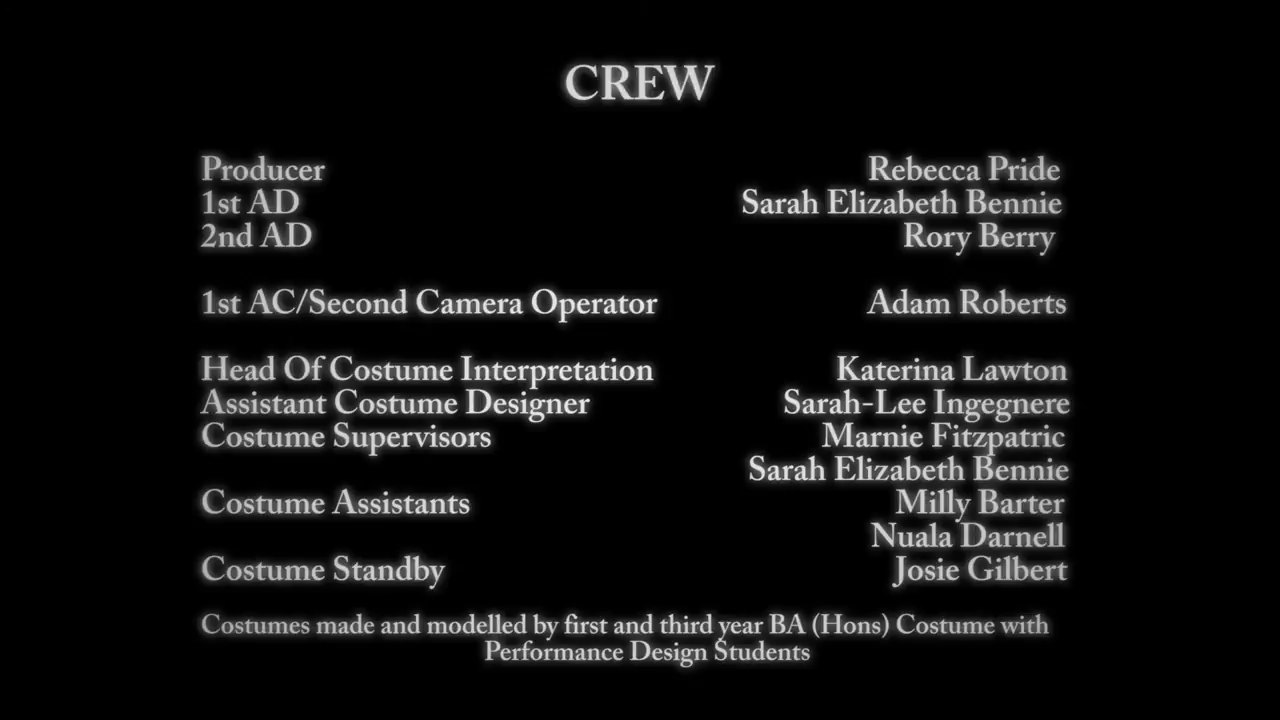 CREW
Producer Rebecca Pride
1st AD Sarah Elizabeth Bennie
2nd AD Rory Berry
1st AC/Second Camera Operator Adam Roberts
Head Of Costume Interpretation Katerina Lawton
Assistant Costume Designer Sarah-Lee Ingegnere
Costume Supervisors Marnie Fitzpatric
Sarah Elizabeth Bennie
Costume Assistants Milly Barter
Nuala Darnell
Costume Standby Josie Gilbert
Costumes made and modelled by first and third year BA (Hons) Costume with
Performance Design Students